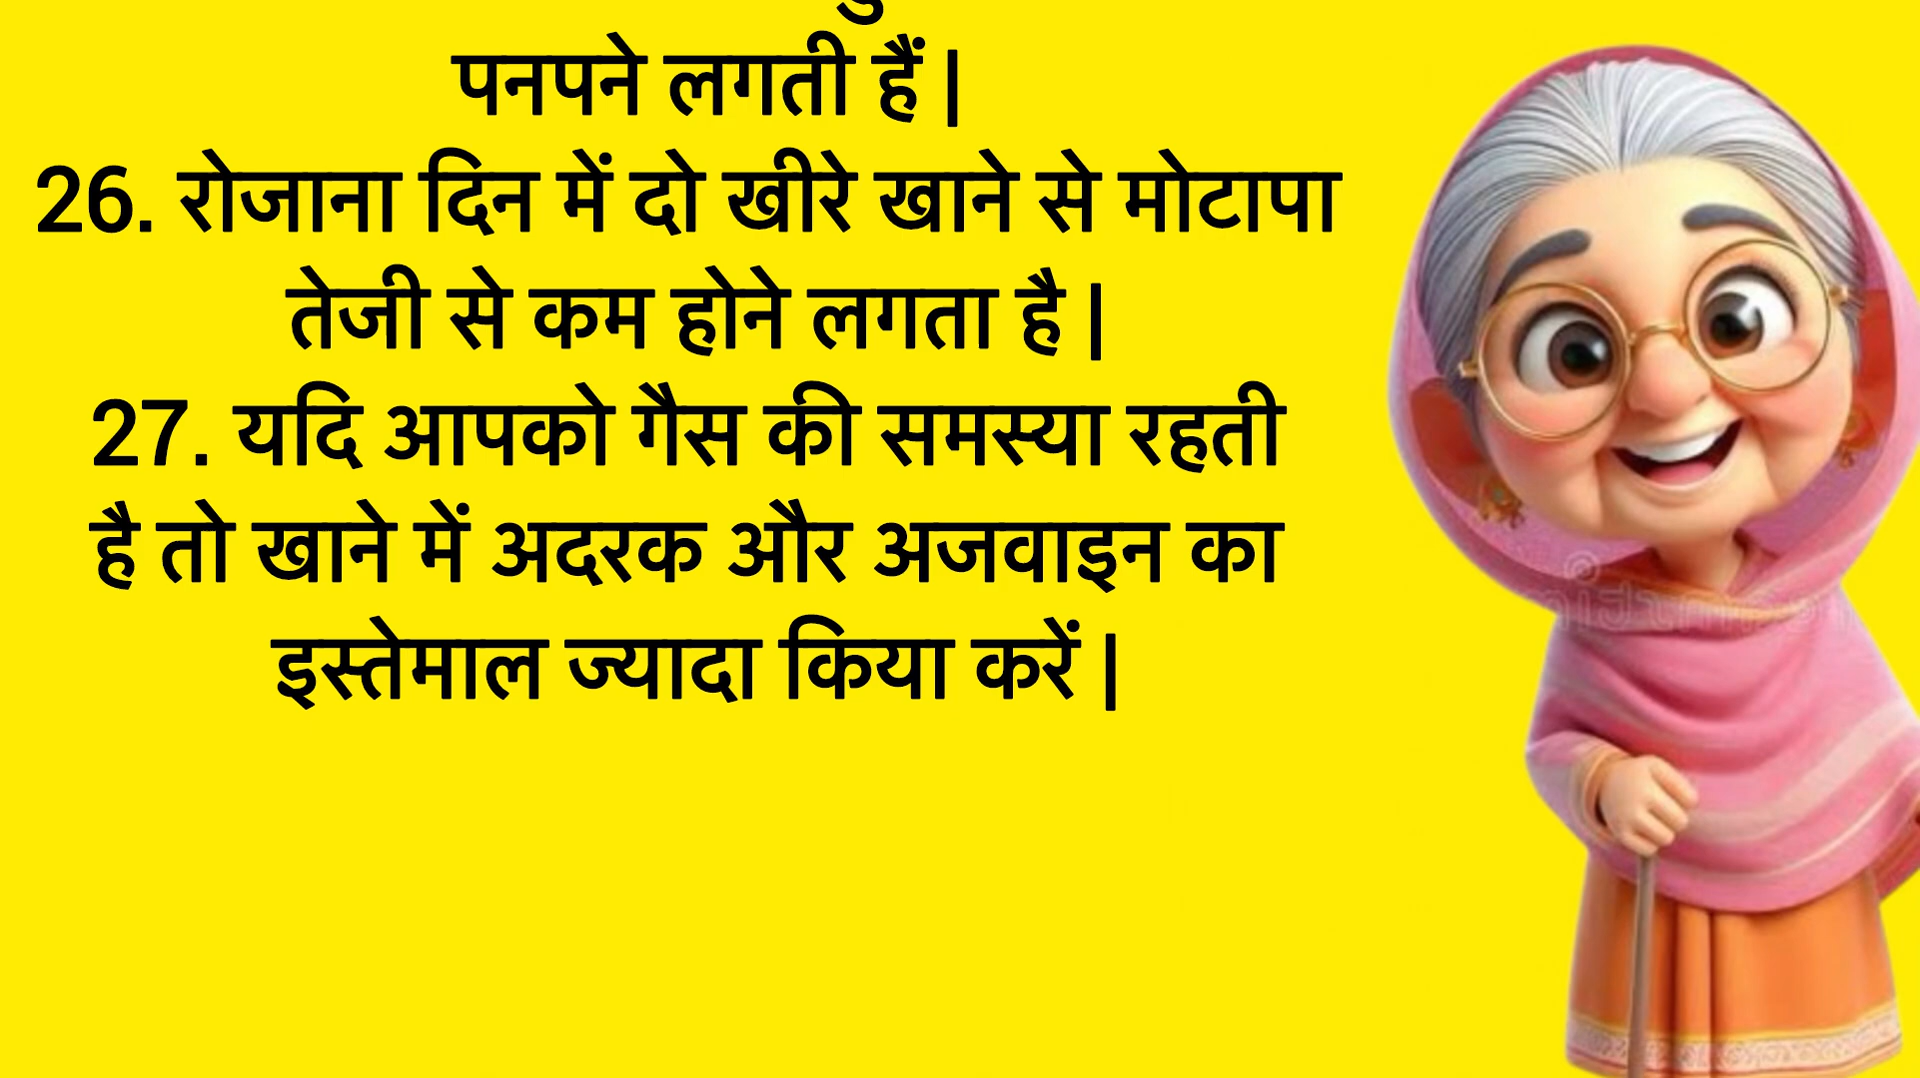 पनपने लगती हैं |
26. रोजाना दिन में दो खीरे खाने से मोटापा
तेजी से कम होने लगता है |
27. यदि आपको गैस की समस्या रहती
है तो खाने में अदरक और अजवाइन का
इस्तेमाल ज्यादा किया करें |